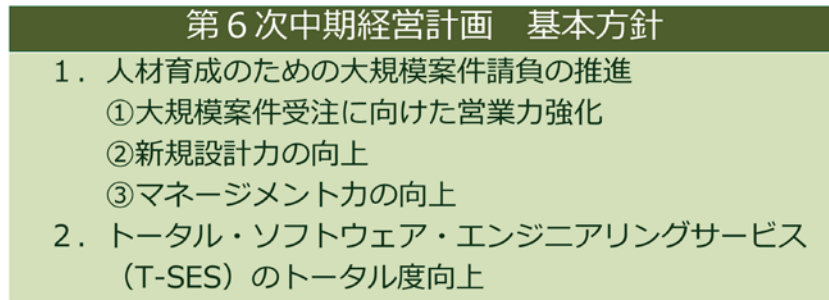 第６次中期経営計画　基本方針
１．人材育成のための大規模案件請負の推進
①大規模案件受注に向けた営業力強化
②新規設計力の向上
③マネージメント力の向上
２．トータル・ソフトウェア・エンジニアリングサービス
（T-SES）のトータル度向上